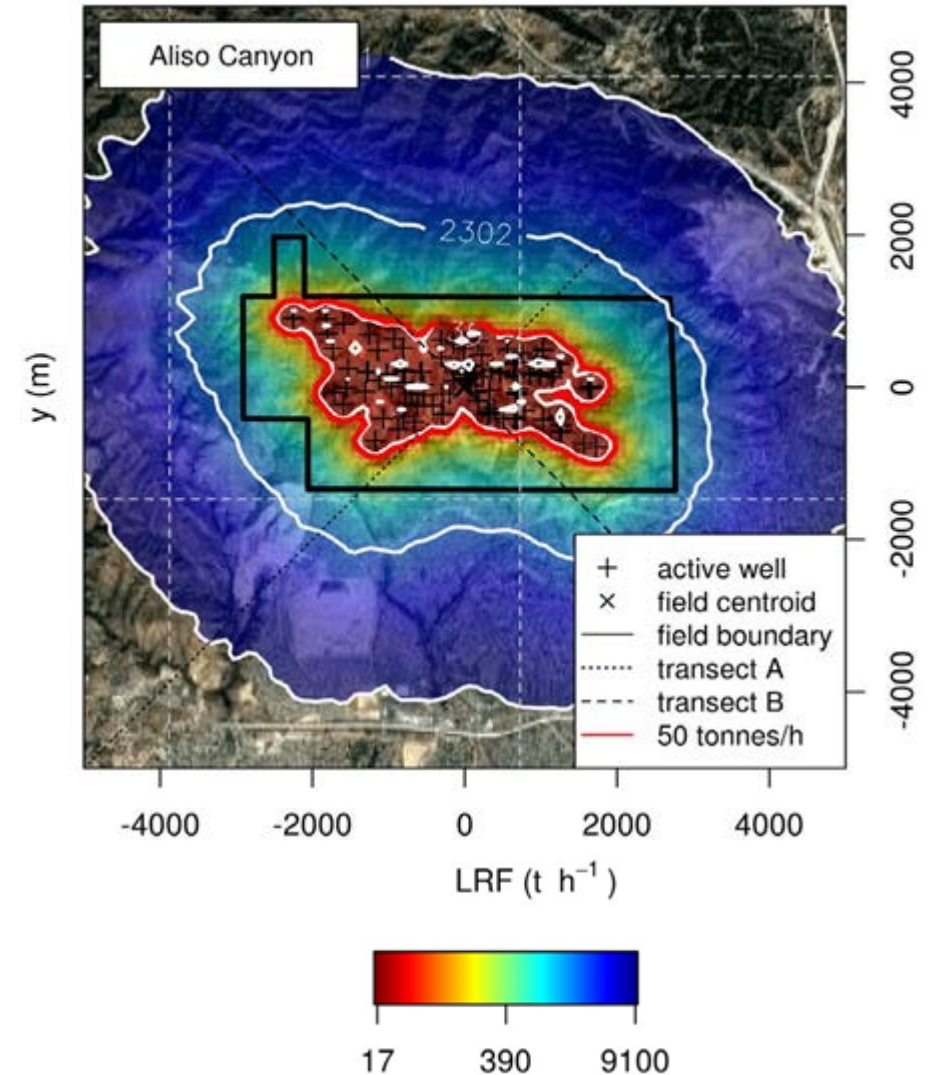 Aliso Canyon
4000
2000
0
-2000
-4000
y (m)
2302
active well
field centroid
field boundary
transect A
transect B
50 tonnes/h
-4000 -2000 0 2000 4000
LRF (t h⁻¹ )
17 390 9100